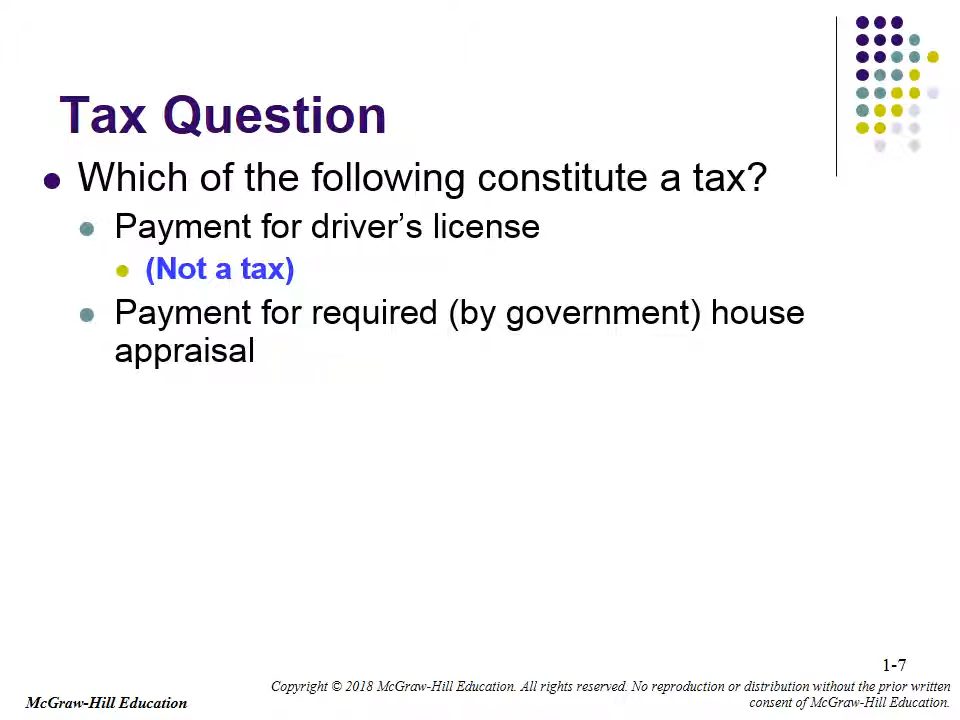 Tax Question
Which of the following constitute a tax?
Payment for driver’s license
(Not a tax)
Payment for required (by government) house
appraisal
1-7
Copyright © 2018 McGraw-Hill Education. All rights reserved. No reproduction or distribution without the prior written
consent of McGraw-Hill Education.
McGraw-Hill Education